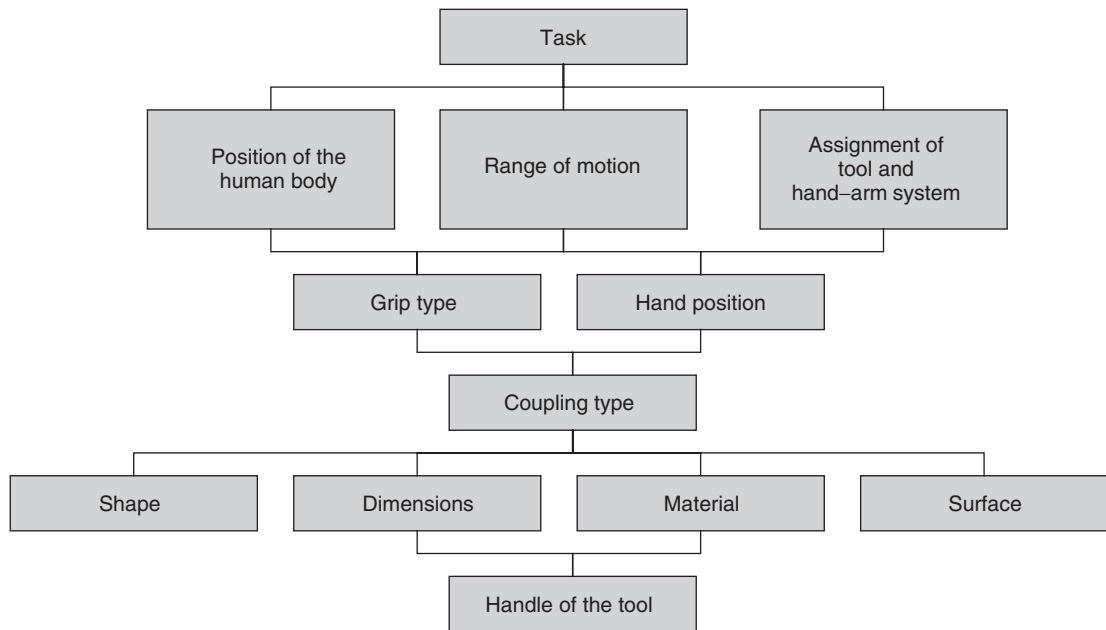 Task
Position of the
human body
Range of motion
Assignment of
tool and
hand–arm system
Grip type
Hand position
Coupling type
Shape
Dimensions
Material
Surface
Handle of the tool